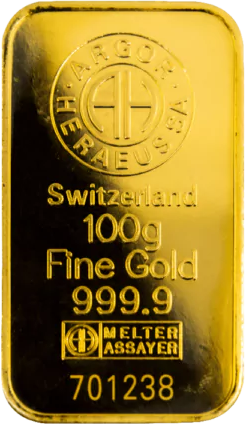 ARGOR
HERAEUS SA
Switzerland
100g
Fine Gold
999.9
MELTER
ASSAYER
701238